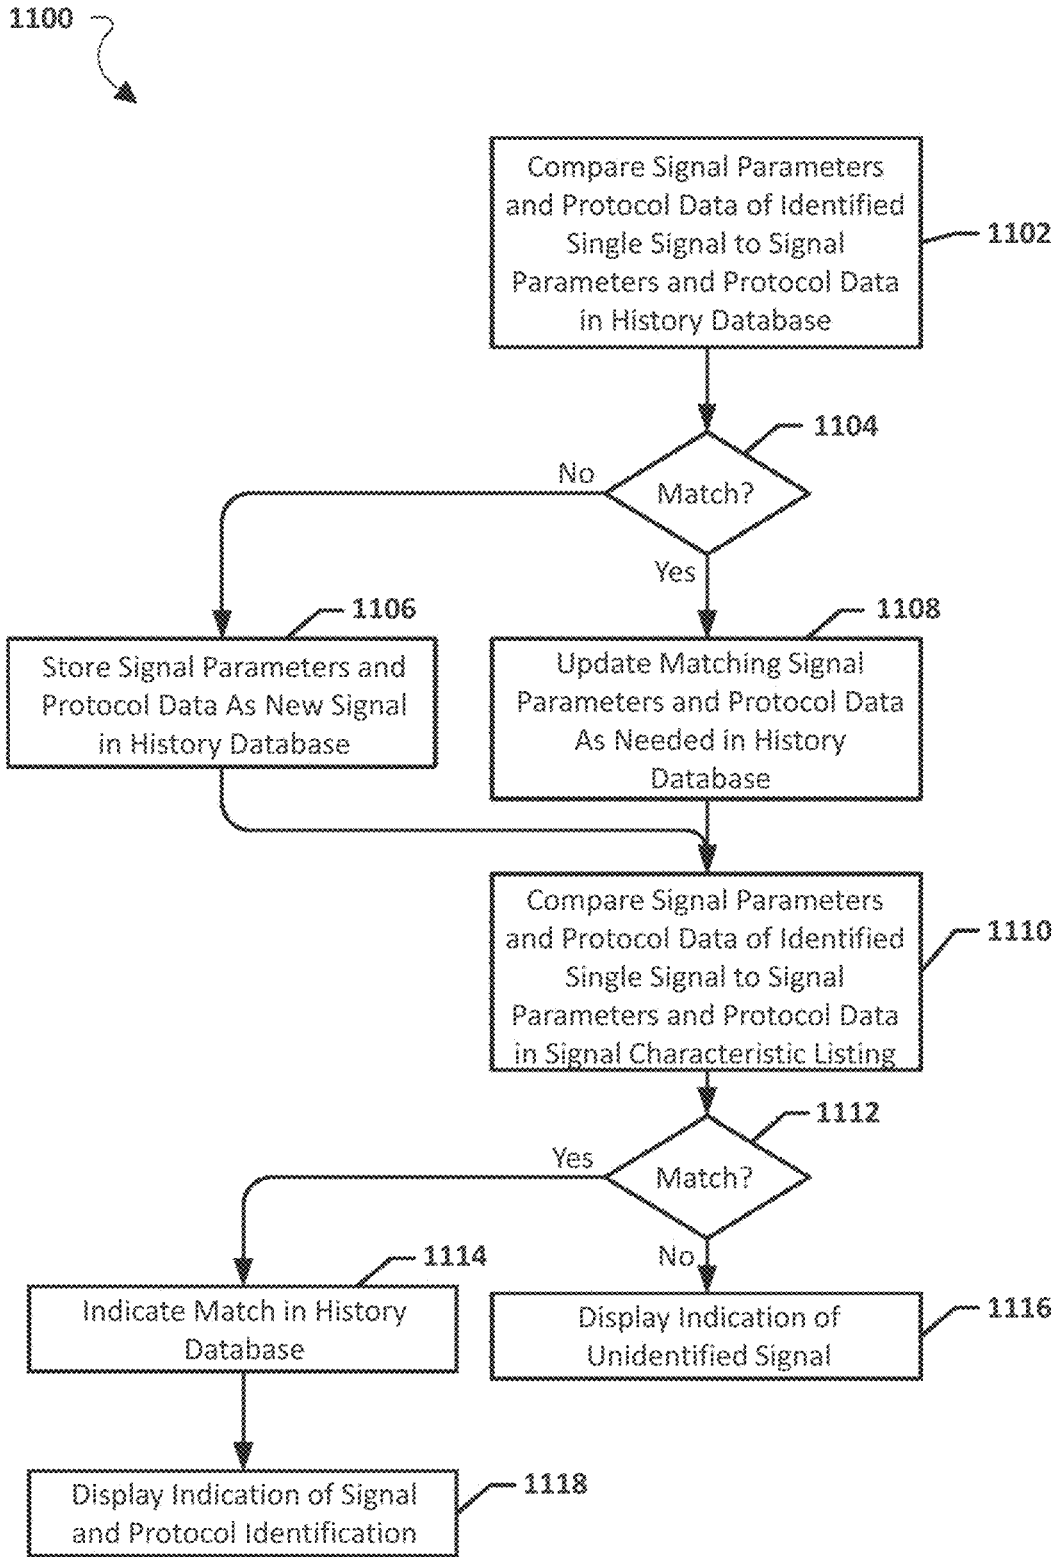 1100
Compare Signal Parameters
and Protocol Data of Identified
Single Signal to Signal
Parameters and Protocol Data
in History Database
1102
1104
Match?
No
Yes
1106
Store Signal Parameters and
Protocol Data As New Signal
in History Database
1108
Update Matching Signal
Parameters and Protocol Data
As Needed in History
Database
Compare Signal Parameters
and Protocol Data of Identified
Single Signal to Signal
Parameters and Protocol Data
in Signal Characteristic Listing
1110
1112
Match?
Yes
No
1114
Indicate Match in History
Database
Display Indication of
Unidentified Signal
1116
Display Indication of Signal
and Protocol Identification
1118